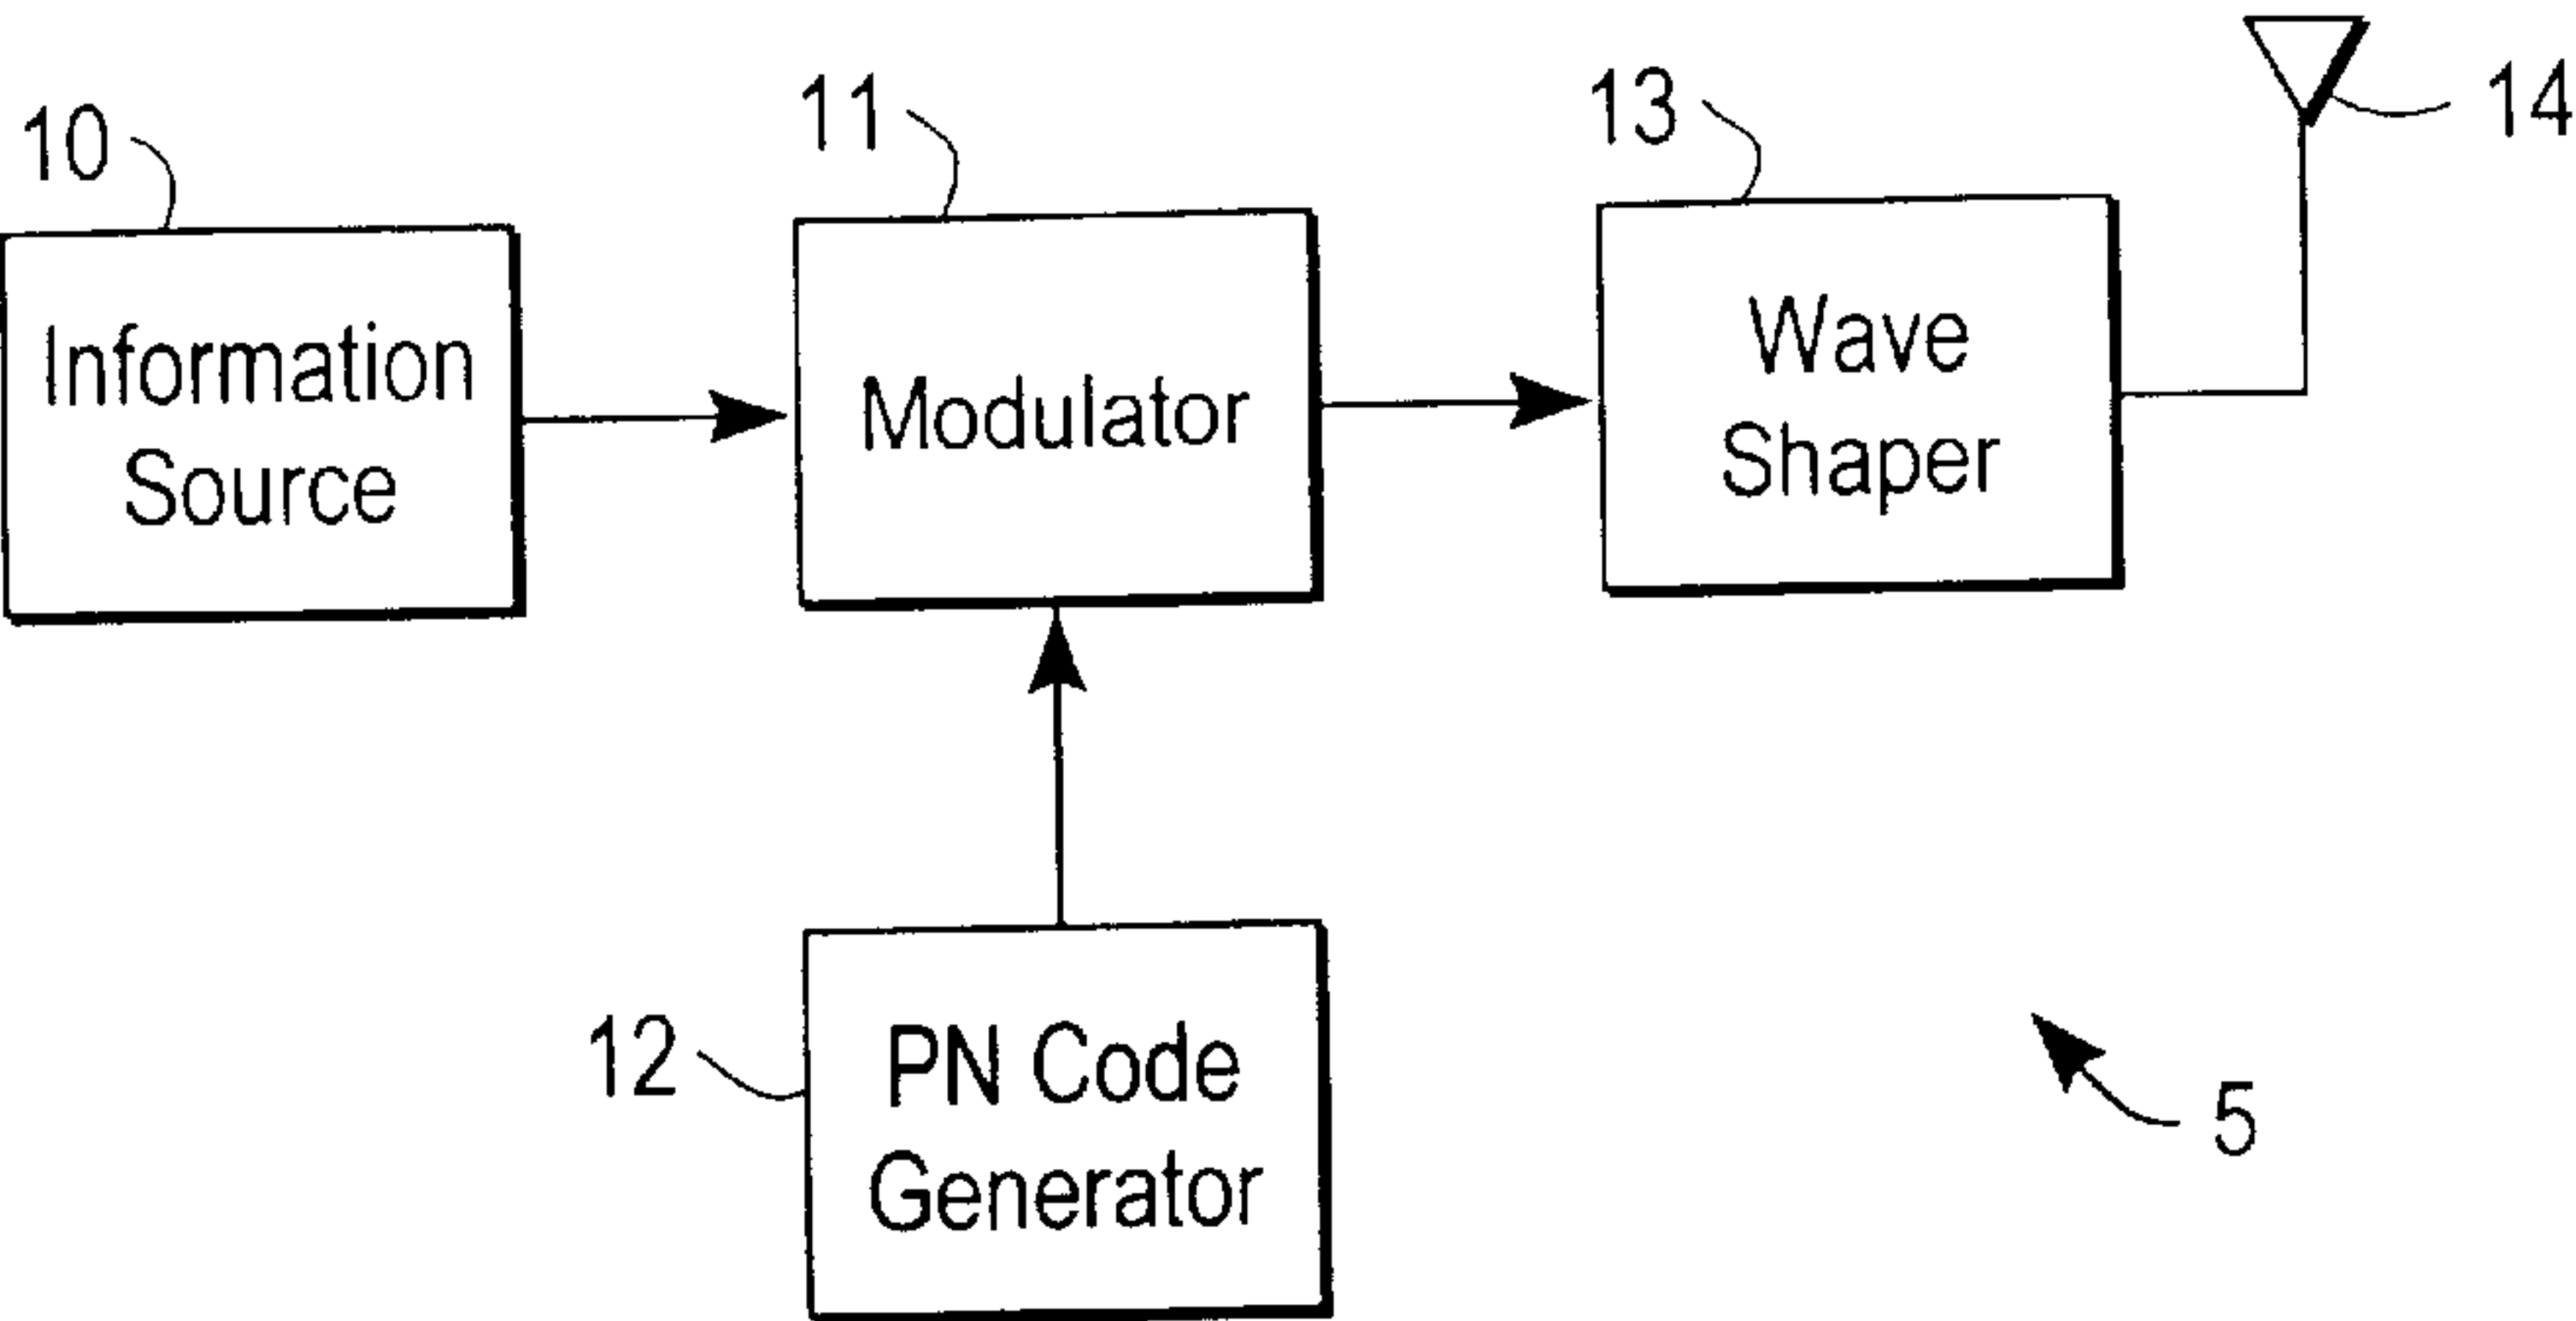 10
11
13
14
Information
Source
Modulator
Wave
Shaper
12
PN Code
Generator
5